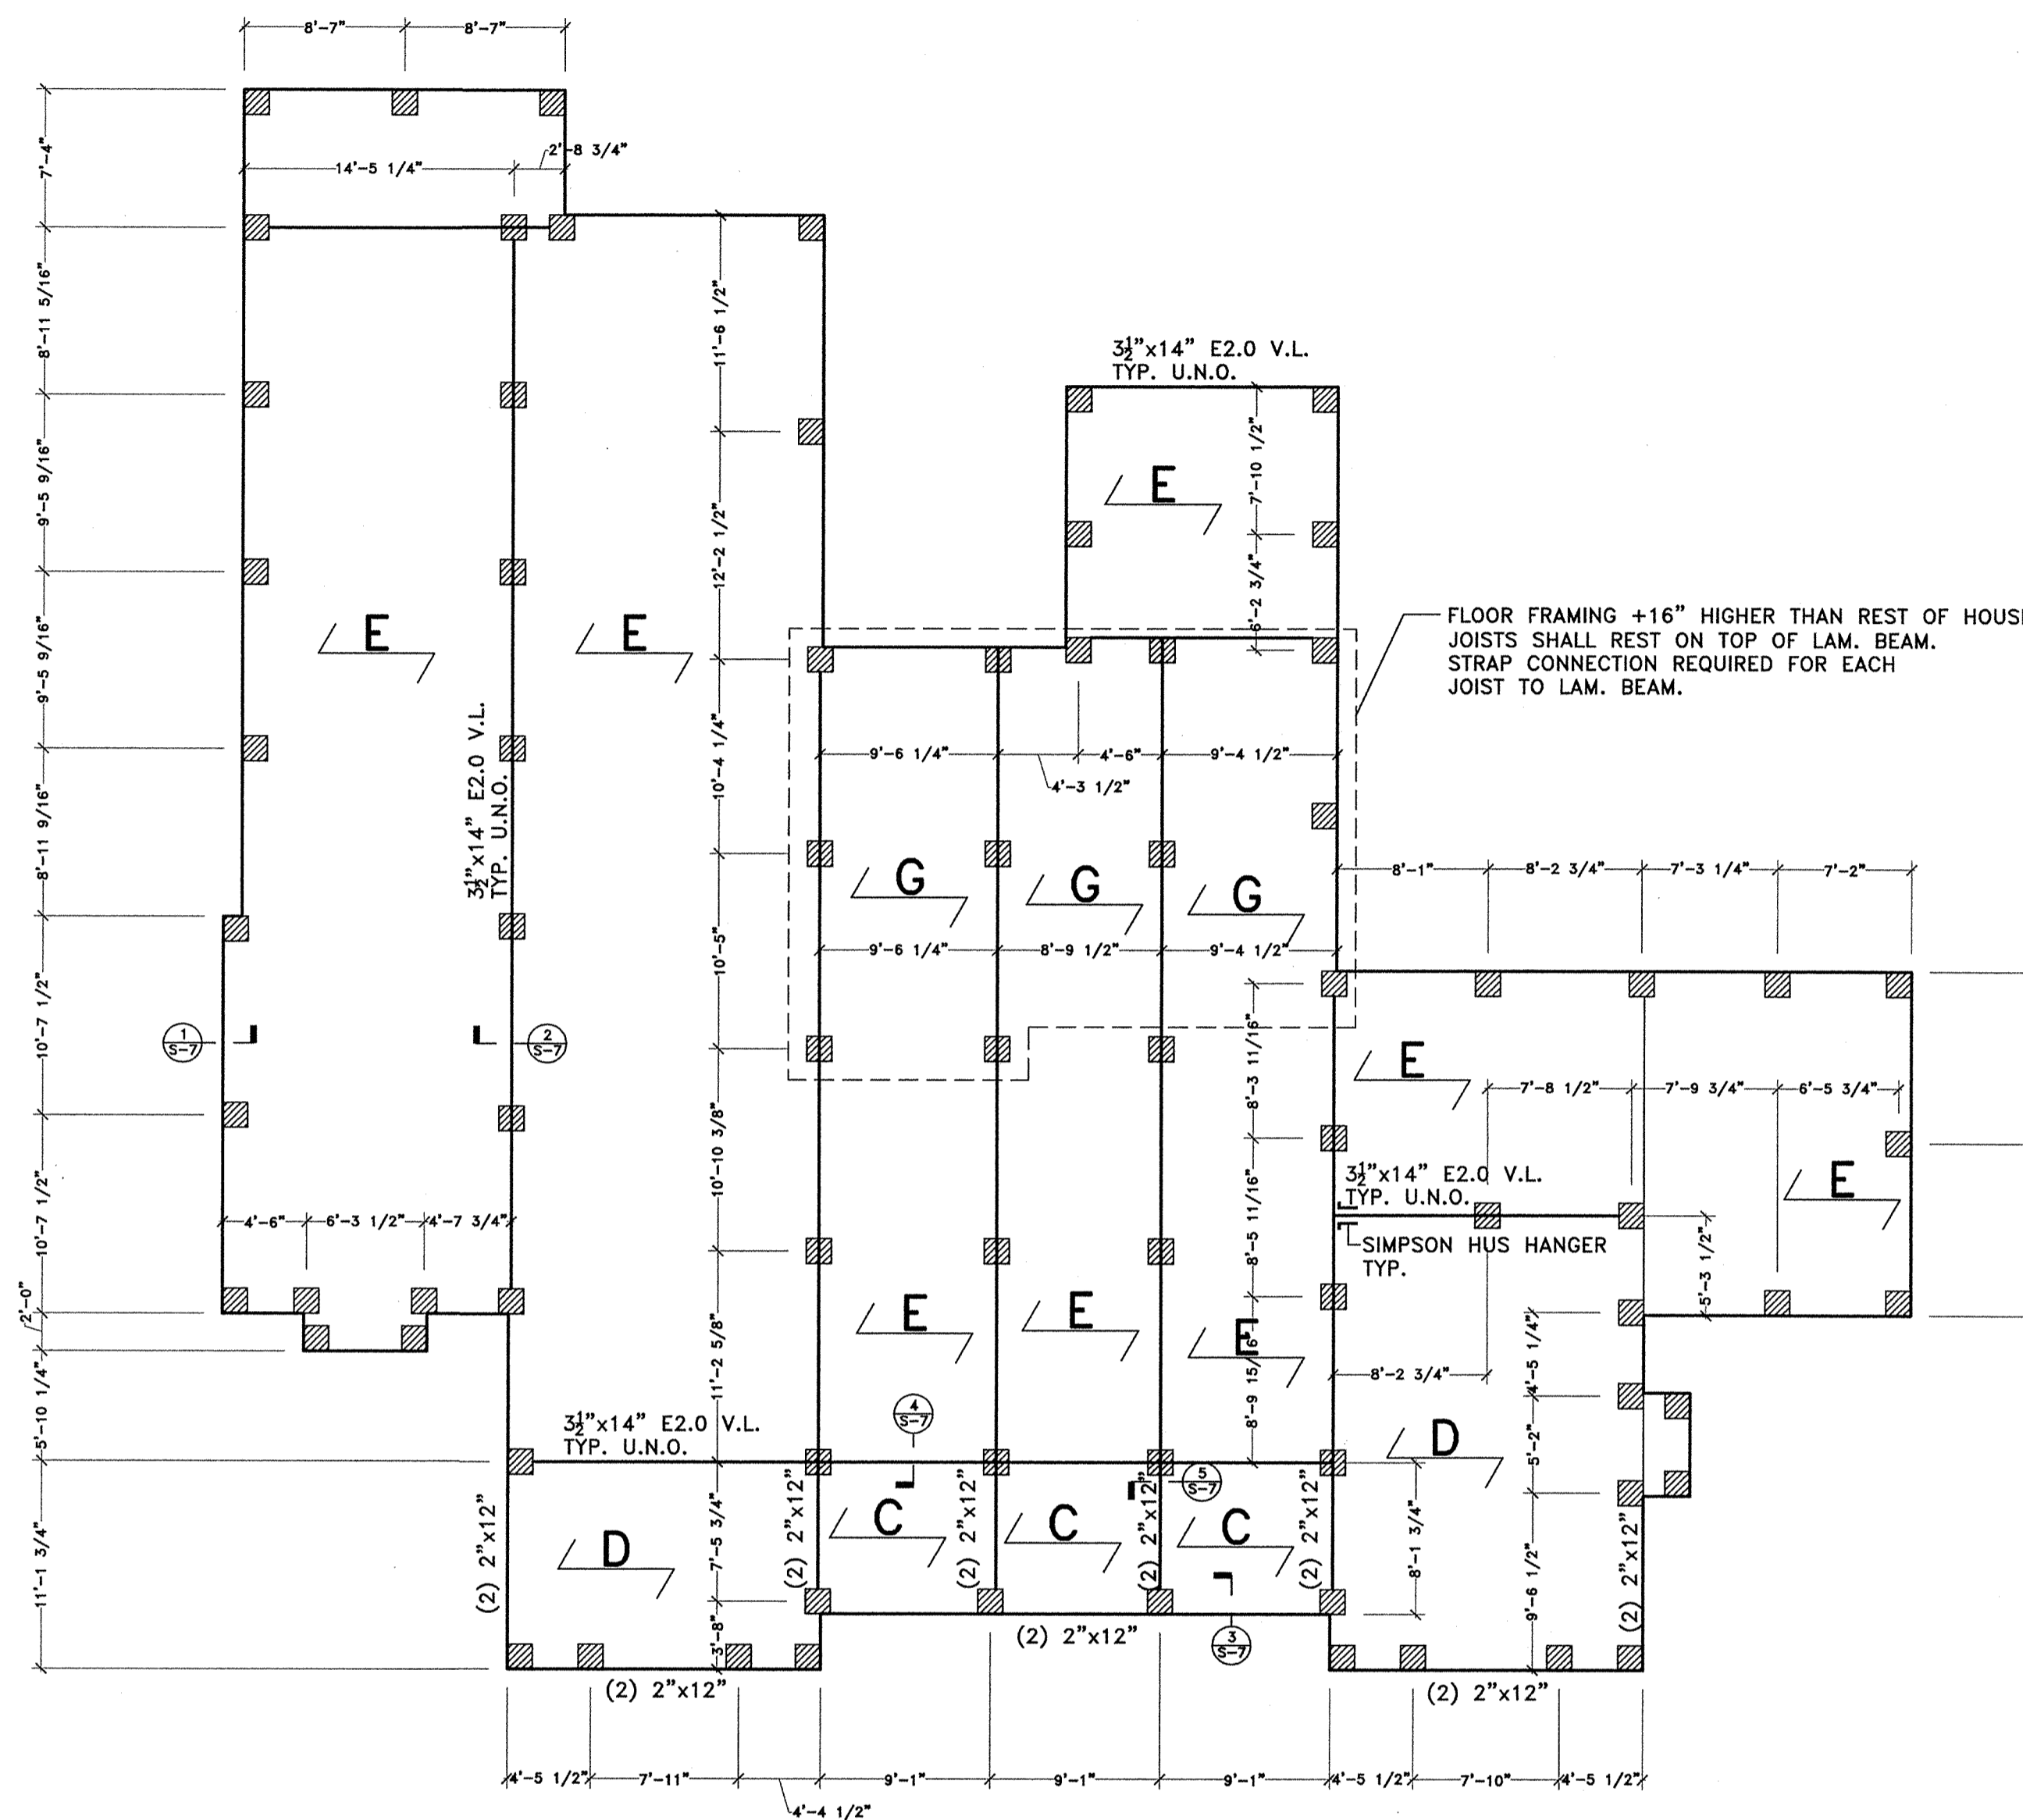 8'-7" 8'-7"
7'-4"
14'-5 1/4"
2'-8 3/4"
8'-11 5/16"
11'-6 1/2"
3½"x14" E2.0 V.L.
TYP. U.N.O.
9'-5 9/16"
12'-2 1/2"
E
7'-10 1/2"
6'-2 3/4"
E
E
FLOOR FRAMING +16" HIGHER THAN REST OF HOUS
JOISTS SHALL REST ON TOP OF LAM. BEAM.
STRAP CONNECTION REQUIRED FOR EACH
JOIST TO LAM. BEAM.
9'-5 9/16"
3½"x14" E2.0 V.L.
TYP. U.N.O.
10'-4 1/4"
9'-6 1/4" 4'-6" 9'-4 1/2"
4'-3 1/2"
8'-11 9/16"
G
G
G
8'-1" 8'-2 3/4" 7'-3 1/4" 7'-2"
10'-5"
9'-6 1/4" 8'-9 1/2" 9'-4 1/2"
10'-7 1/2"
1
S-7
2
S-7
8'-3 11/16"
E
7'-8 1/2" 7'-9 3/4" 6'-5 3/4"
10'-10 3/8"
3½"x14" E2.0 V.L.
TYP. U.N.O.
E
10'-7 1/2"
4'-6" 6'-3 1/2" 4'-7 3/4"
8'-5 11/16"
SIMPSON HUS HANGER
TYP.
5'-3 1/2"
2'-0"
E
E
E
11'-2 5/8"
8'-9 15/16"
8'-2 3/4"
4'-5 1/4"
5'-10 1/4"
3½"x14" E2.0 V.L.
TYP. U.N.O.
4
S-7
D
5'-2"
5
S-7
11'-1 3/4"
(2) 2"x12"
D
7'-5 3/4"
(2) 2"x12"
C
(2) 2"x12"
C
(2) 2"x12"
C
(2) 2"x12"
8'-1 3/4"
9'-6 1/2"
(2) 2"x12"
3'-8"
(2) 2"x12"
3
S-7
(2) 2"x12"
(2) 2"x12"
4'-5 1/2" 7'-11" 9'-1" 9'-1" 9'-1" 4'-5 1/2" 7'-10" 4'-5 1/2"
4'-4 1/2"